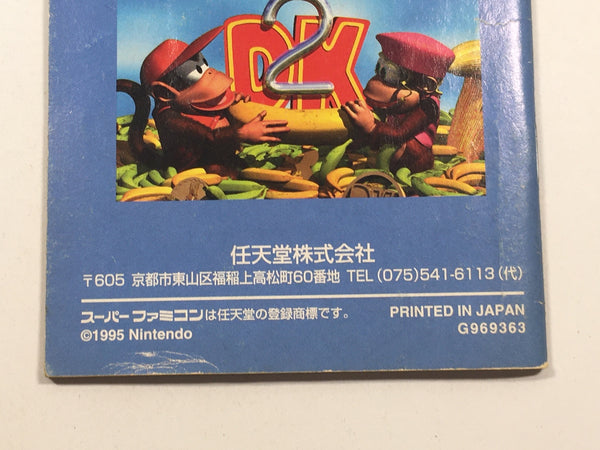 DK
2
任天堂株式会社
〒605 京都市東山区福稲上高松町60番地 TEL(075)541-6113(代)
スーパーファミコンは任天堂の登録商標です。
PRINTED IN JAPAN
©1995 Nintendo
G969363